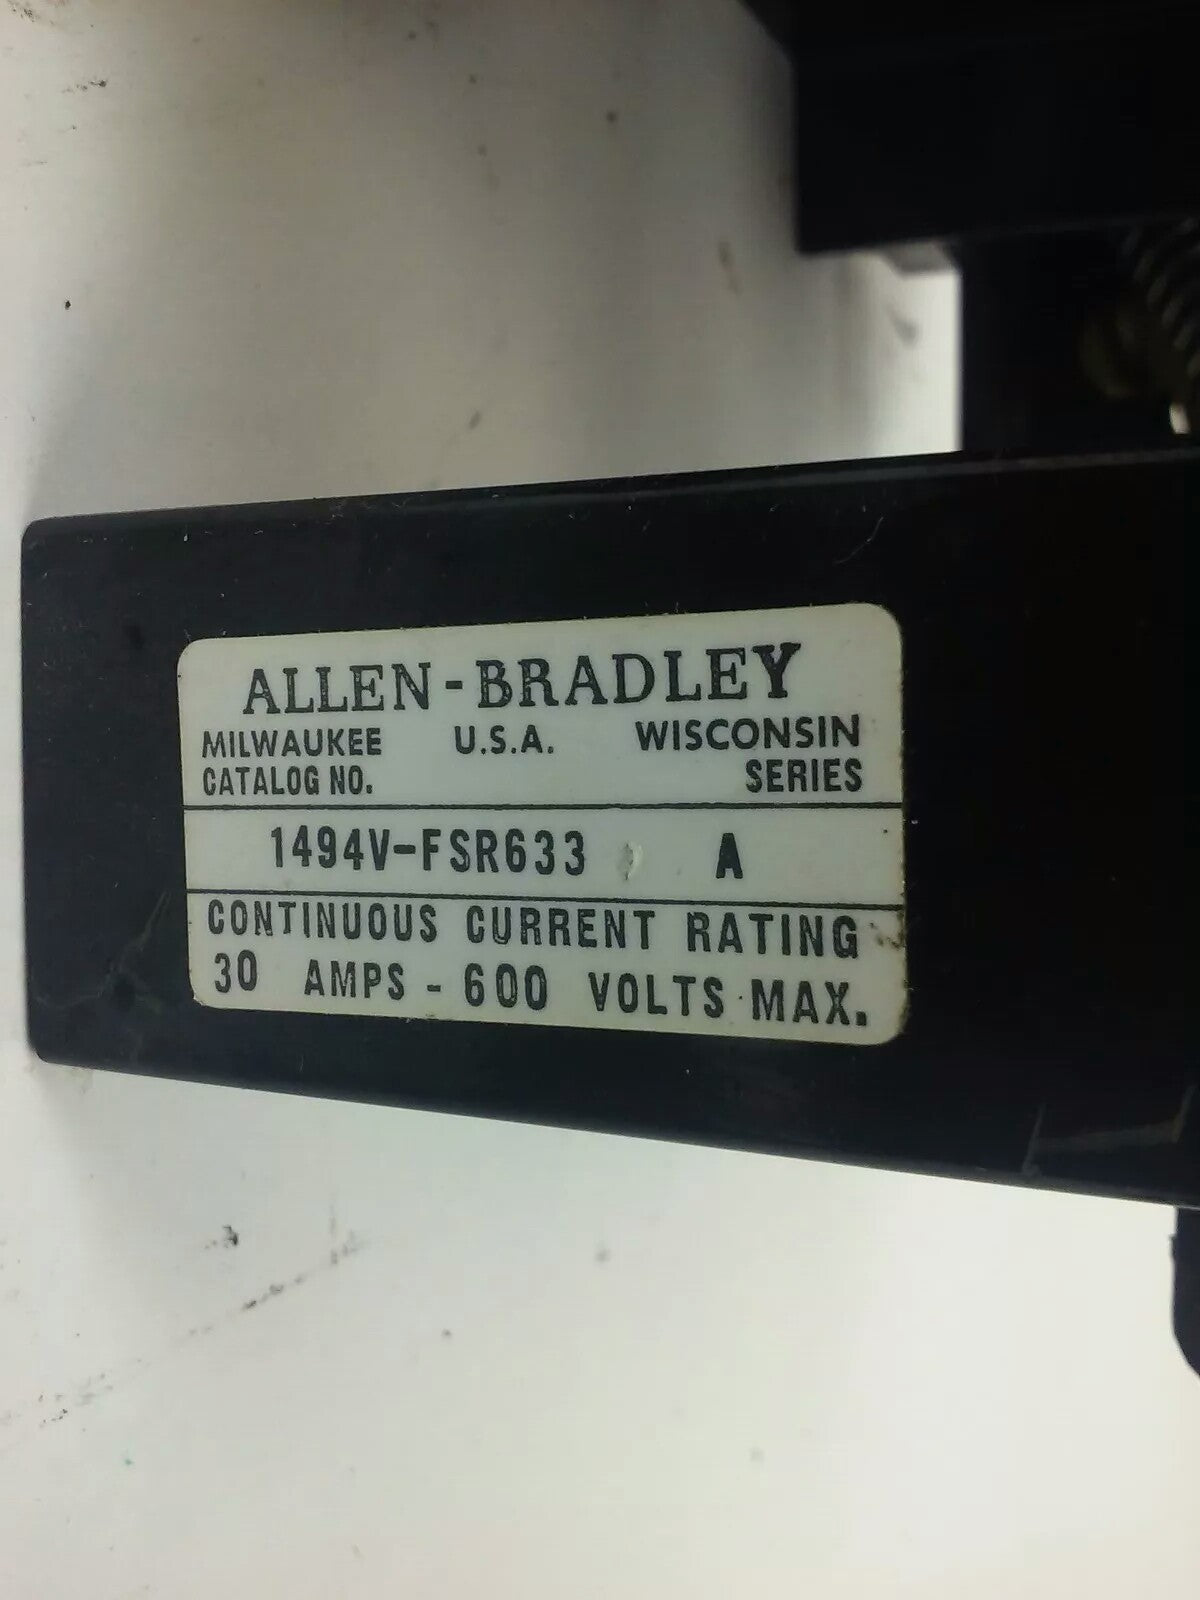 ALLEN-BRADLEY
MILWAUKEE U.S.A. WISCONSIN
CATALOG NO. SERIES
1494V-FSR633 A
CONTINUOUS CURRENT RATING
30 AMPS - 600 VOLTS MAX.